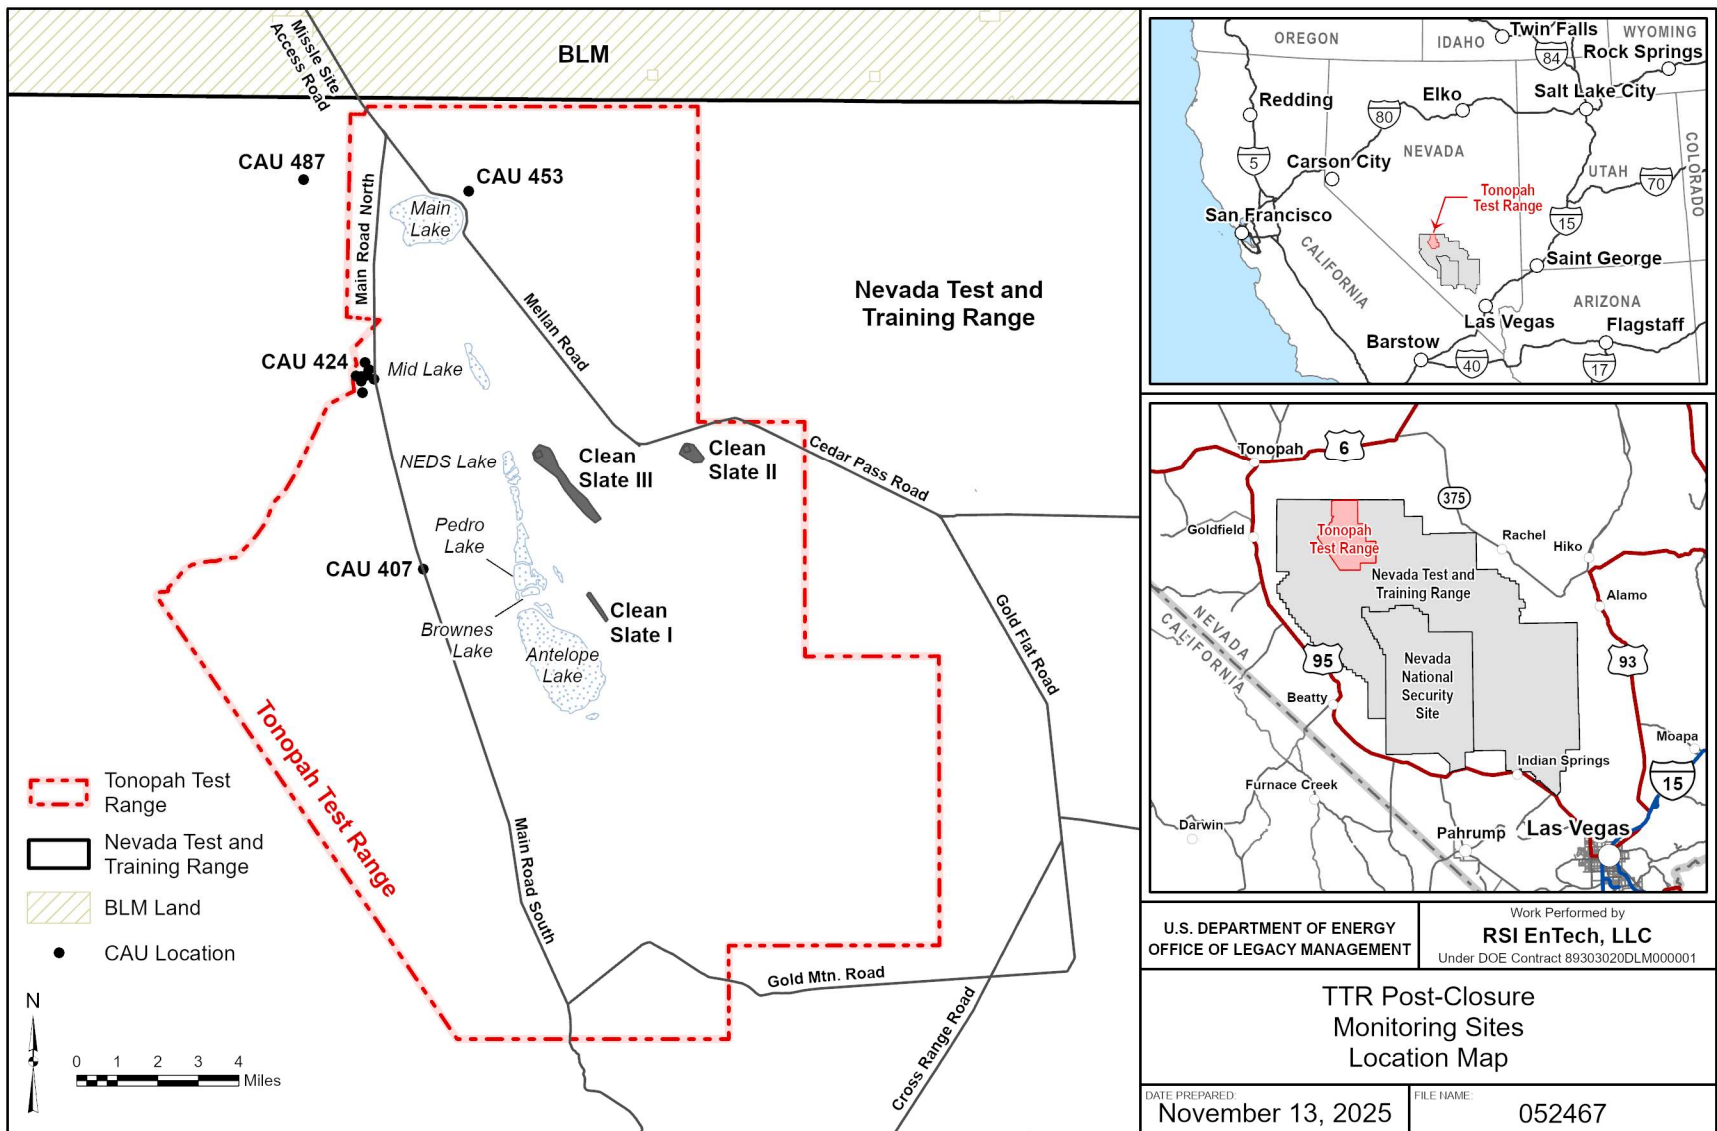 BLM
Missle Site
Access Road
CAU 487
CAU 453
Main
Lake
Main Road North
Mellan Road
Nevada Test and
Training Range
CAU 424
Mid Lake
NEDS Lake
Clean
Slate III
Clean
Slate II
Cedar Pass Road
Pedro
Lake
CAU 407
Clean
Slate I
Brownes
Lake
Antelope
Lake
Gold Flat Road
Tonopah Test Range
Main Road South
Gold Mtn. Road
Cross Range Road
Tonopah Test
Range
Nevada Test and
Training Range
BLM Land
CAU Location
N
0 1 2 3 4
Miles
OREGON
IDAHO
Twin Falls
WYOMING
84
Rock Springs
Redding
Elko
Salt Lake City
80
5
Carson City
NEVADA
UTAH
70
COLORADO
Tonopah
Test Range
San Francisco
15
CALIFORNIA
Saint George
ARIZONA
Las Vegas
Flagstaff
Barstow
40
17
Tonopah
6
375
Goldfield
Tonopah
Test Range
Rachel
Hiko
Nevada Test and
Training Range
Alamo
NEVADA
CALIFORNIA
95
Nevada
National
Security
Site
93
Beatty
Moapa
Indian Springs
Furnace Creek
15
Darwin
Pahrump
Las Vegas
U.S. DEPARTMENT OF ENERGY
OFFICE OF LEGACY MANAGEMENT
Work Performed by
RSI EnTech, LLC
Under DOE Contract 89303020DLM000001
TTR Post-Closure
Monitoring Sites
Location Map
DATE PREPARED:
November 13, 2025
FILE NAME:
052467